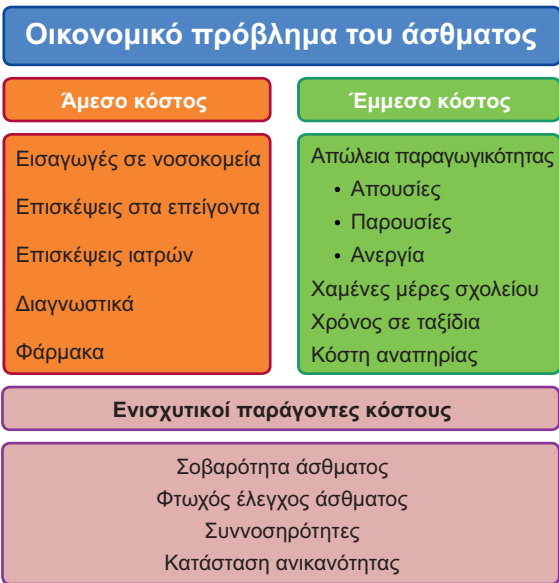 Οικονομικό πρόβλημα του άσθματος
Άμεσο κόστος
Εισαγωγές σε νοσοκομεία
Επισκέψεις στα επείγοντα
Επισκέψεις ιατρών
Διαγνωστικά
Φάρμακα
Έμμεσο κόστος
Απώλεια παραγωγικότητας
• Απουσίες
• Παρουσίες
• Ανεργία
Χαμένες μέρες σχολείου
Χρόνος σε ταξίδια
Κόστη αναπηρίας
Ενισχυτικοί παράγοντες κόστους
Σοβαρότητα άσθματος
Φτωχός έλεγχος άσθματος
Συννοσηρότητες
Κατάσταση ανικανότητας